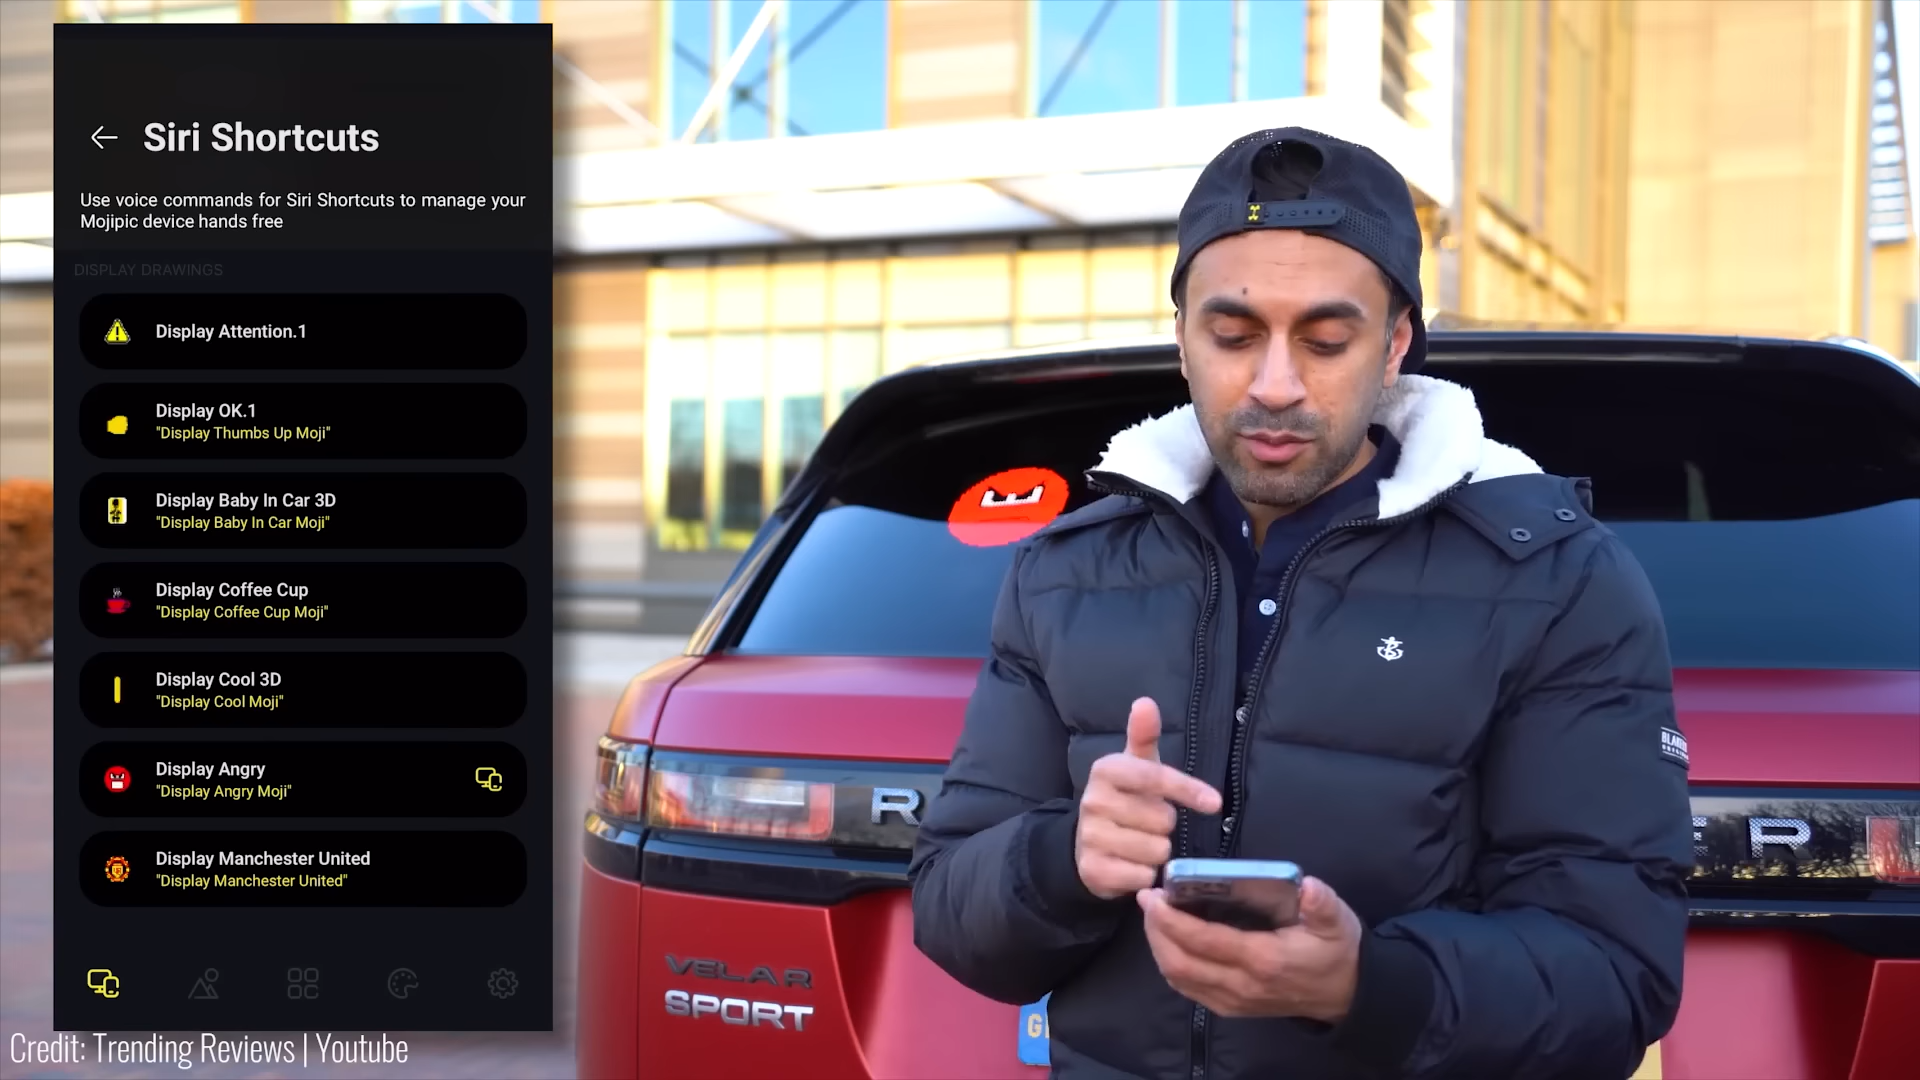 Siri Shortcuts
Use voice commands for Siri Shortcuts to manage your
Mojipic device hands free
DISPLAY DRAWINGS
Display Attention.1
Display OK.1
"Display Thumbs Up Moji"
Display Baby In Car 3D
"Display Baby In Car Moji"
Display Coffee Cup
"Display Coffee Cup Moji"
Display Cool 3D
"Display Cool Moji"
Display Angry
"Display Angry Moji"
Display Manchester United
"Display Manchester United"
R
E R
VELAR
SPORT
G
Credit: Trending Reviews | Youtube